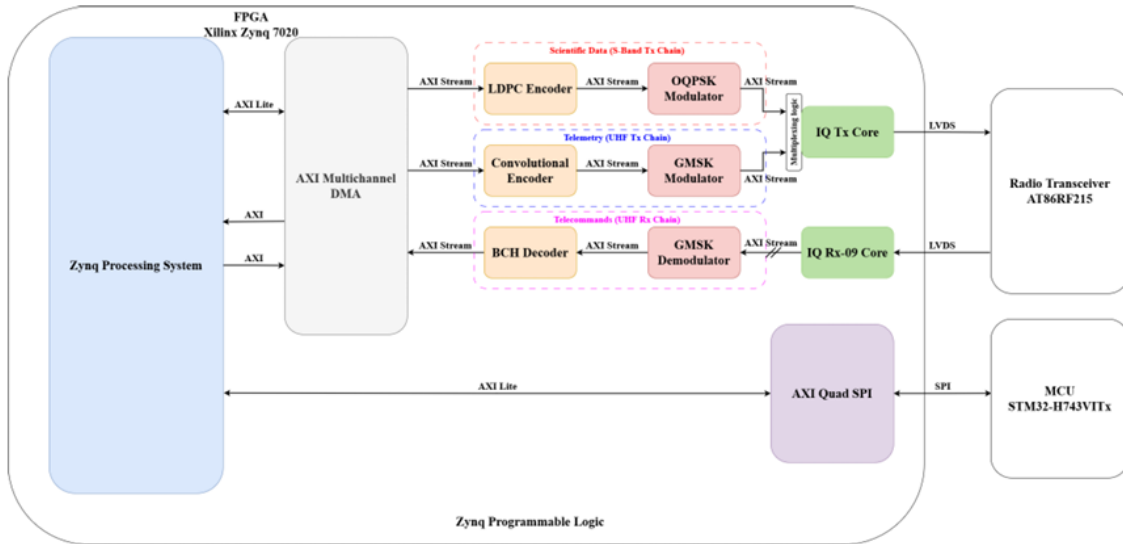 FPGA
Xilinx Zynq 7020
Scientific Data (S-Band Tx Chain)
AXI Stream
LDPC Encoder
AXI Stream
OQPSK
Modulator
AXI Stream
AXI Lite
Multiplexing logic
IQ Tx Core
LVDS
Telemetry (UHF Tx Chain)
AXI Stream
Convolutional
Encoder
AXI Stream
GMSK
Modulator
AXI Stream
AXI Multichannel
DMA
Radio Transceiver
AT86RF215
AXI
Telecommands (UHF Rx Chain)
AXI Stream
BCH Decoder
AXI Stream
GMSK
Demodulator
AXI Stream
IQ Rx-09 Core
LVDS
Zynq Processing System
AXI
AXI Lite
AXI Quad SPI
SPI
MCU
STM32-H743VITx
Zynq Programmable Logic